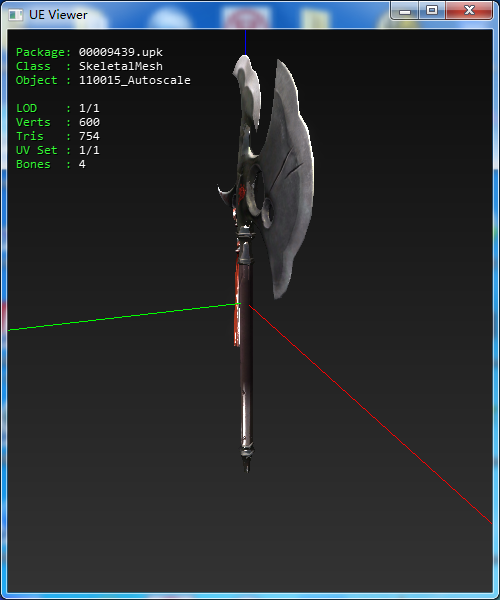 UE Viewer
Package: 00009439.upk
Class : SkeletalMesh
Object : 110015_Autoscale
LOD : 1/1
Verts : 600
Tris : 754
UV Set : 1/1
Bones : 4